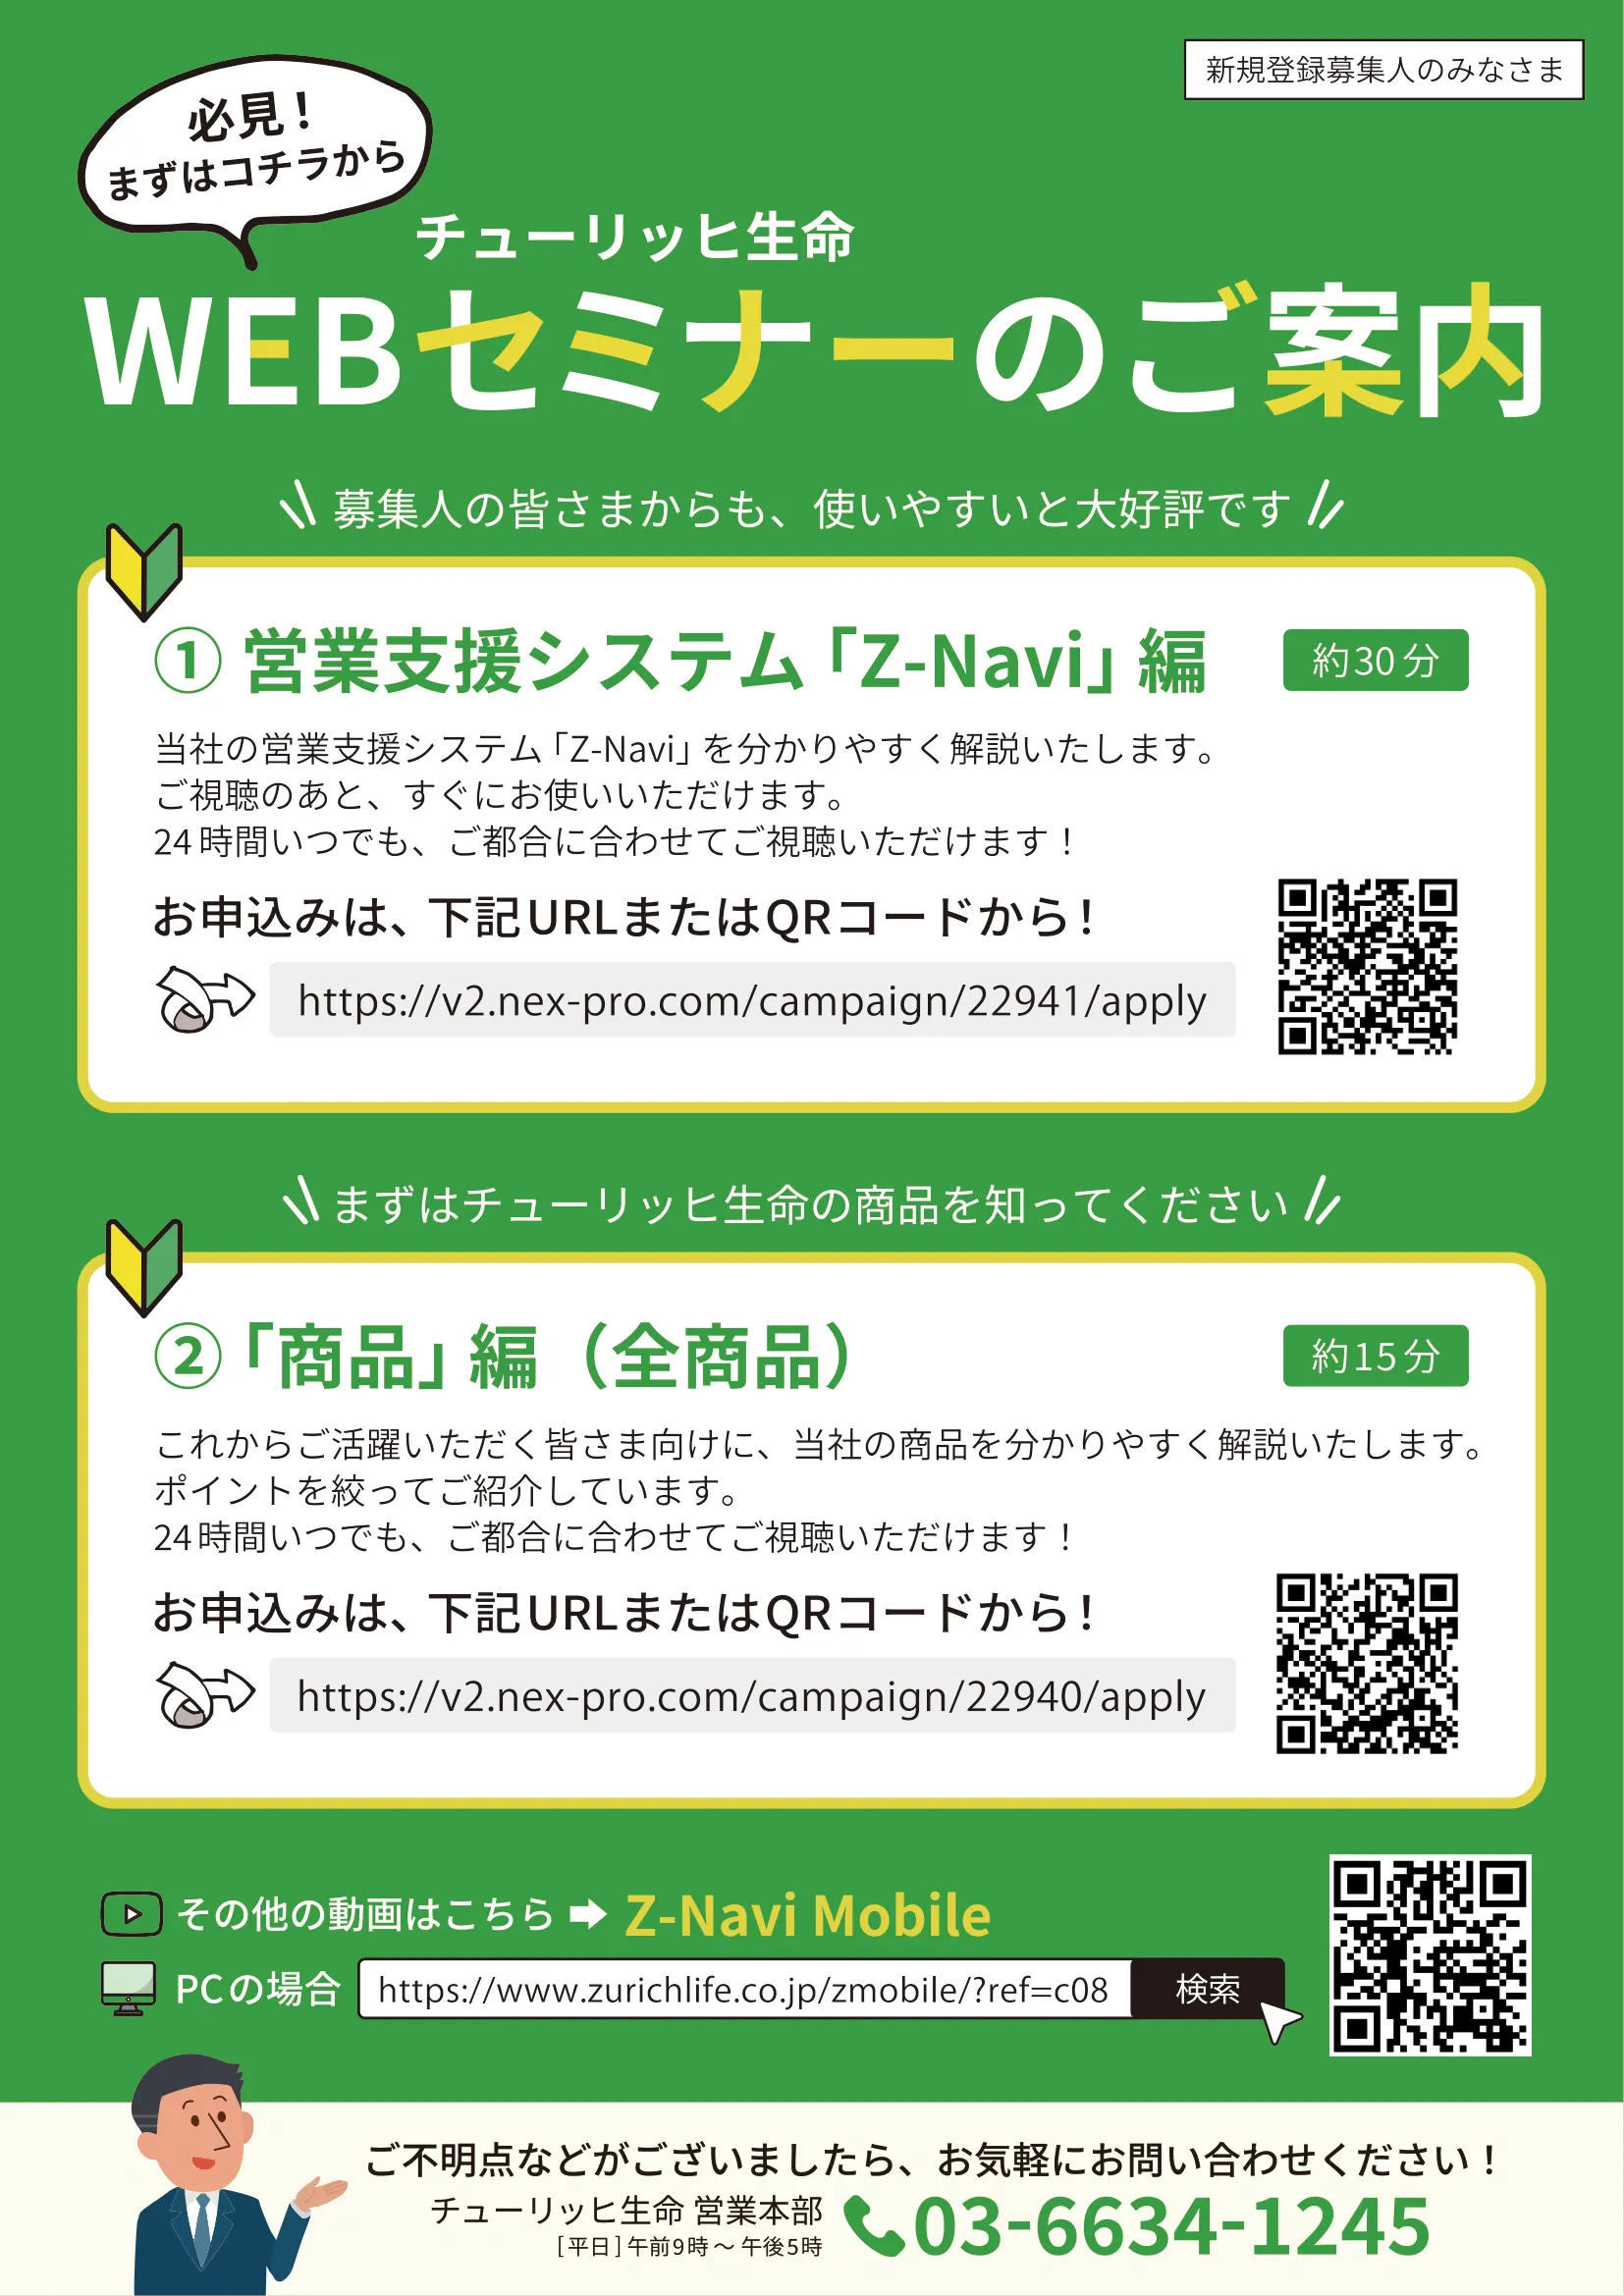 新規登録募集人のみなさま
必見！
まずはコチラから
チューリッヒ生命
WEBセミナーのご案内
募集人の皆さまからも、使いやすいと大好評です
① 営業支援システム「Z-Navi」編
約30分
当社の営業支援システム「Z-Navi」を分かりやすく解説いたします。
ご視聴のあと、すぐにお使いいただけます。
24時間いつでも、ご都合に合わせてご視聴いただけます！
お申込みは、下記URLまたはQRコードから！
https://v2.nex-pro.com/campaign/22941/apply
まずはチューリッヒ生命の商品を知ってください
②「商品」編（全商品）
約15分
これからご活躍いただく皆さま向けに、当社の商品を分かりやすく解説いたします。
ポイントを絞ってご紹介しています。
24時間いつでも、ご都合に合わせてご視聴いただけます！
お申込みは、下記URLまたはQRコードから！
https://v2.nex-pro.com/campaign/22940/apply
その他の動画はこちら ➡ Z-Navi Mobile
PCの場合 https://www.zurichlife.co.jp/zmobile/?ref=c08 検索
ご不明点などがございましたら、お気軽にお問い合わせください！
チューリッヒ生命 営業本部
[平日]午前9時～午後5時
03-6634-1245